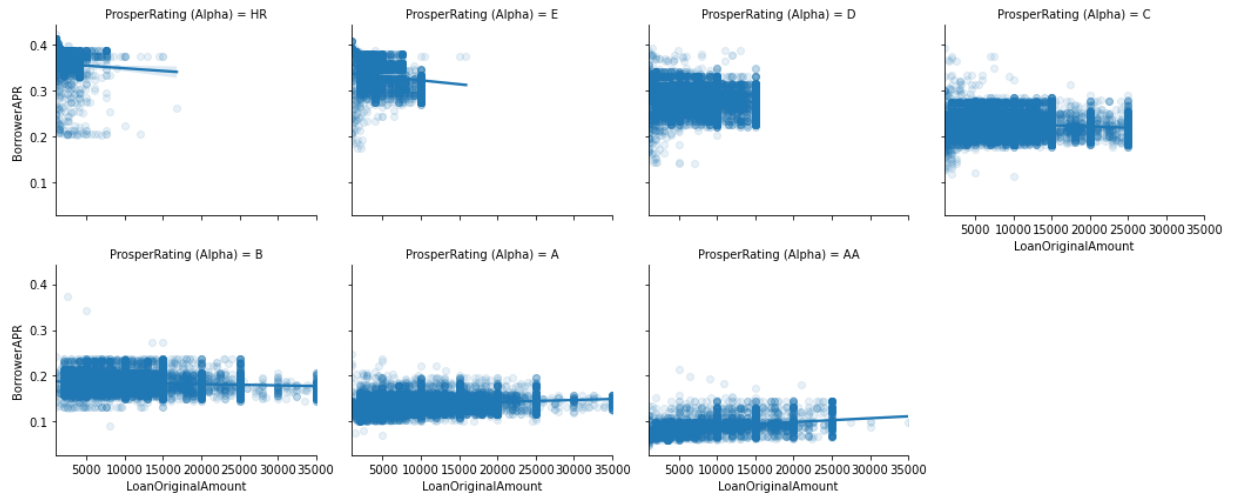 ProsperRating (Alpha) = HR
ProsperRating (Alpha) = E
ProsperRating (Alpha) = D
ProsperRating (Alpha) = C
BorrowerAPR
0.4
0.3
0.2
0.1
5000 10000 15000 20000 25000 30000 35000
LoanOriginalAmount
ProsperRating (Alpha) = B
ProsperRating (Alpha) = A
ProsperRating (Alpha) = AA
BorrowerAPR
0.4
0.3
0.2
0.1
5000 10000 15000 20000 25000 30000 35000
LoanOriginalAmount
5000 10000 15000 20000 25000 30000 35000
LoanOriginalAmount
5000 10000 15000 20000 25000 30000 35000
LoanOriginalAmount